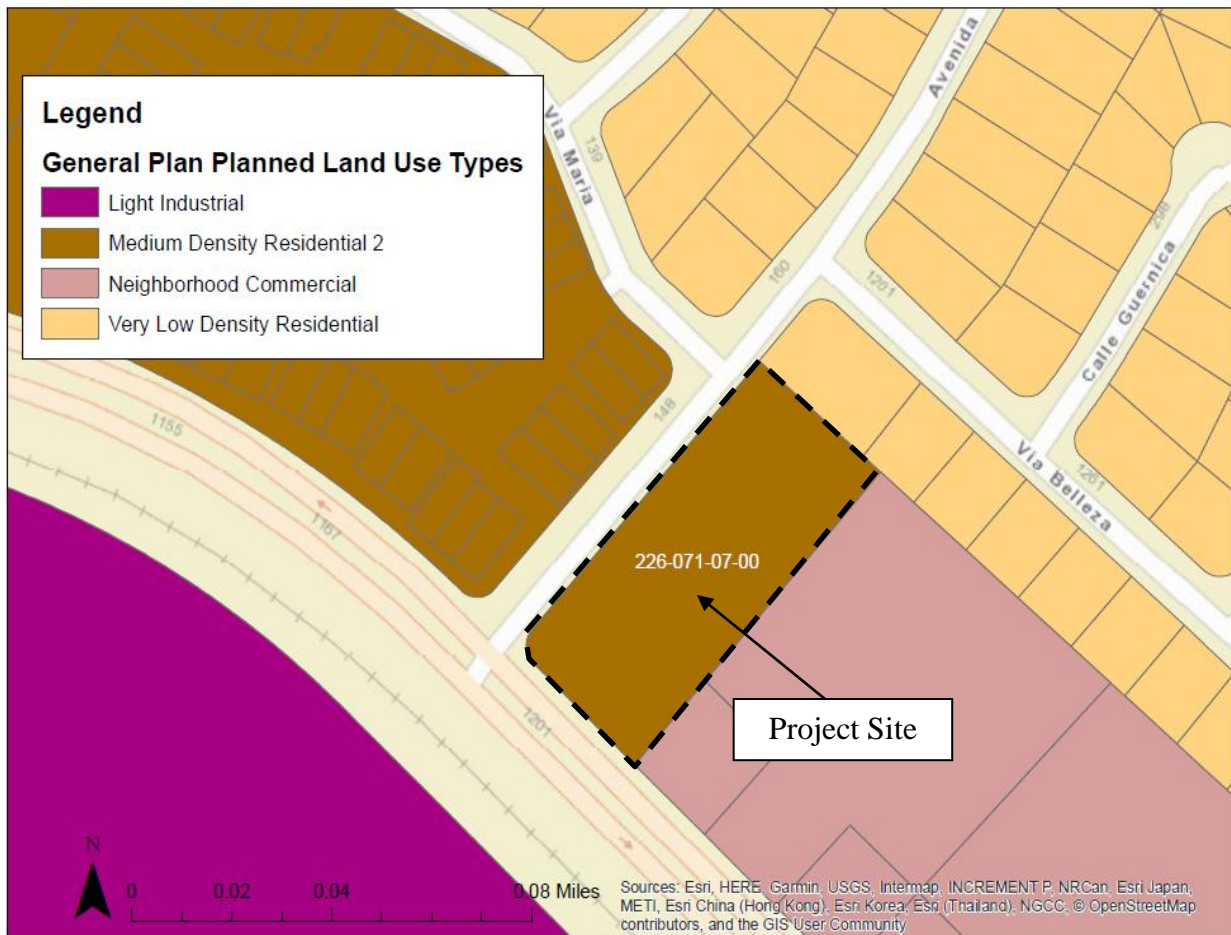 Legend
General Plan Planned Land Use Types
Light Industrial
Medium Density Residential 2
Neighborhood Commercial
Very Low Density Residential
Via Maria
139
Avenida
160
1201
298
Calle Guernica
148
1261
Via Belleza
1155
1167
226-071-07-00
1201
Project Site
N
0 0.02 0.04 0.08 Miles
Sources: Esri, HERE, Garmin, USGS, Intermap, INCREMENT P, NRCan, Esri Japan,
METI, Esri China (Hong Kong), Esri Korea, Esri (Thailand), NGCC, © OpenStreetMap
contributors, and the GIS User Community